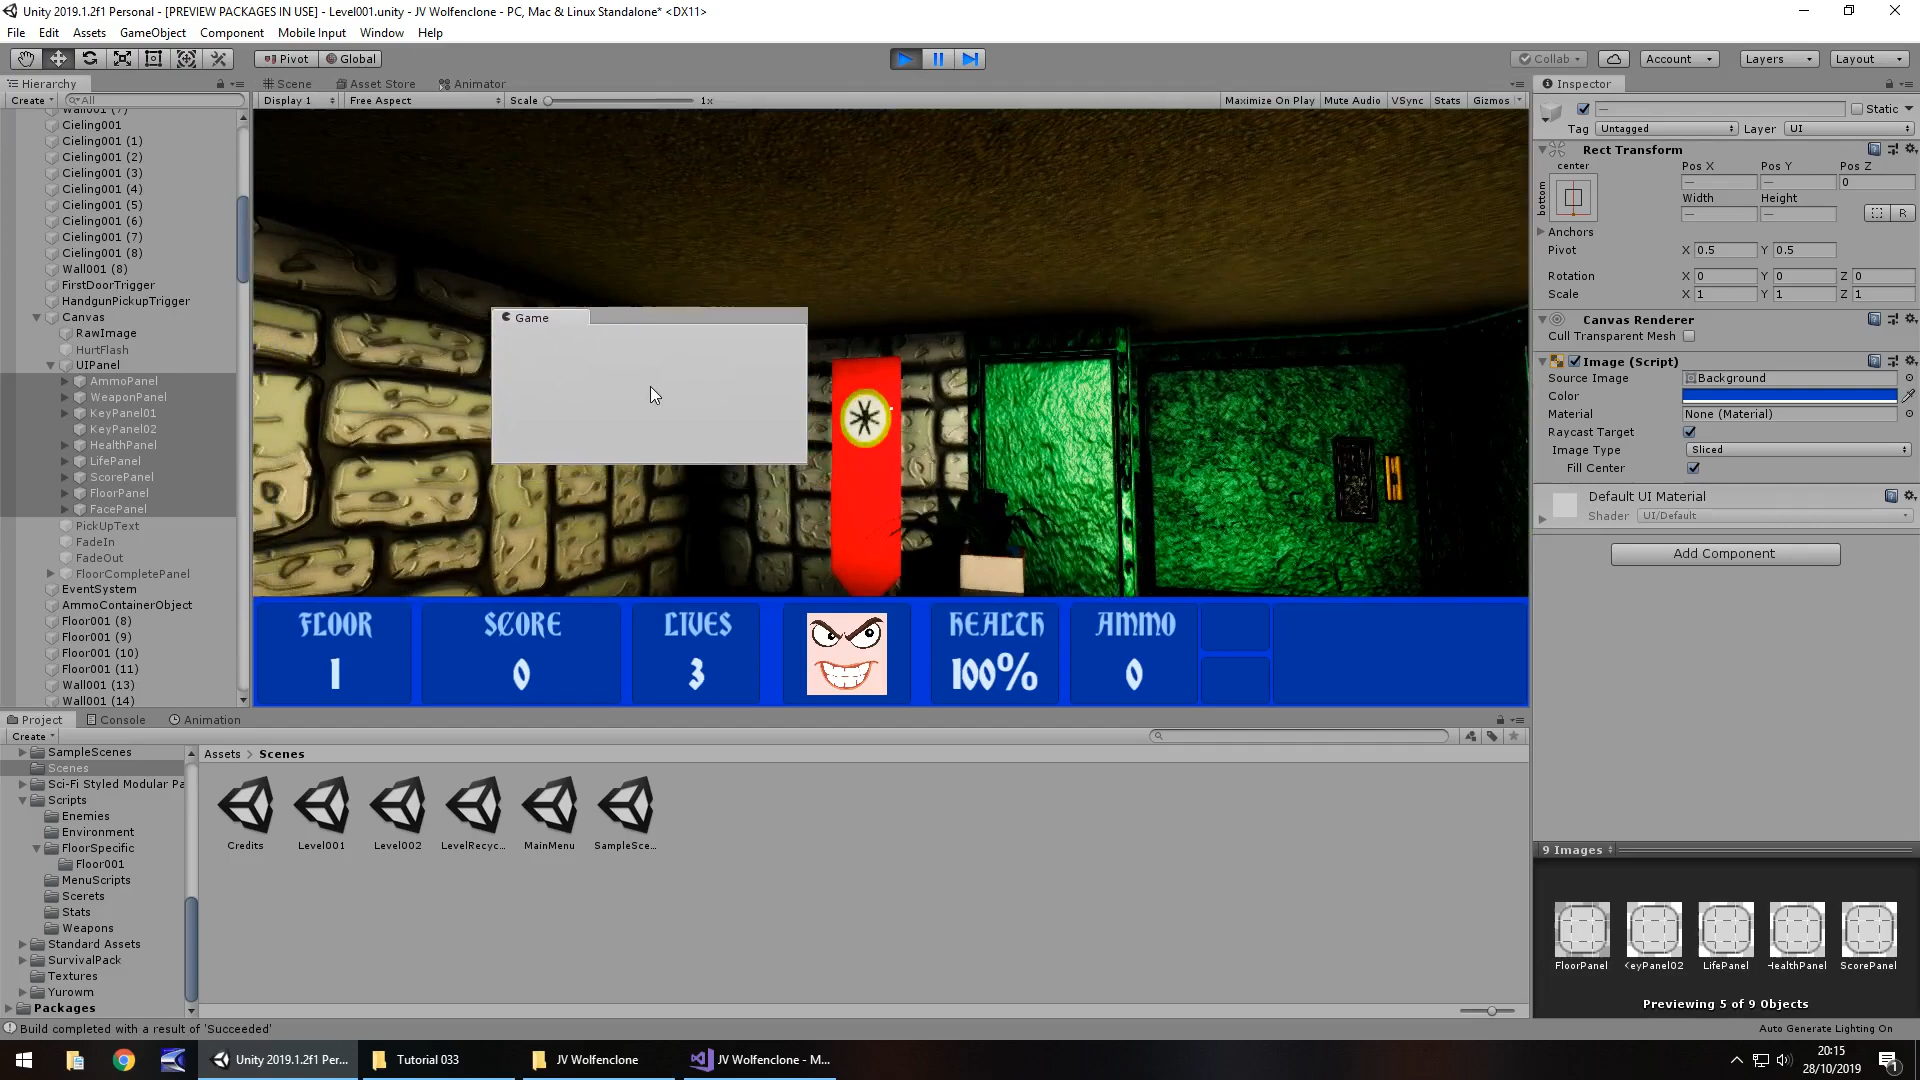 Unity 2019.1.2f1 Personal - [PREVIEW PACKAGES IN USE] - Level001.unity - JV Wolfenclone - PC, Mac & Linux Standalone* <DX11>
File Edit Assets GameObject Component Mobile Input Window Help
Pivot Global Collab Account Layers Layout
Hierarchy Scene Asset Store Animator Inspector
Create All Display 1 Free Aspect Scale 1x Maximize On Play Mute Audio VSync Stats Gizmos
Static
Tag Untagged Layer UI
Wall001 (7)
Cieling001
Cieling001 (1)
Cieling001 (2)
Cieling001 (3)
Cieling001 (4)
Cieling001 (5)
Cieling001 (6)
Cieling001 (7)
Cieling001 (8)
Wall001 (8)
FirstDoorTrigger
HandgunPickupTrigger
Canvas
RawImage
HurtFlash
UIPanel
AmmoPanel
WeaponPanel
KeyPanel01
KeyPanel02
HealthPanel
LifePanel
ScorePanel
FloorPanel
FacePanel
PickUpText
FadeIn
FadeOut
FloorCompletePanel
EventSystem
AmmoContainerObject
Floor001 (8)
Floor001 (9)
Floor001 (10)
Floor001 (11)
Wall001 (13)
Wall001 (14)
Game
FLOOR SCORE LIVES HEALTH AMMO
1 0 3 100% 0
Rect Transform
center Pos X Pos Y Pos Z
bottom — — 0
Width Height
— — R
Anchors
Pivot X 0.5 Y 0.5
Rotation X 0 Y 0 Z 0
Scale X 1 Y 1 Z 1
Canvas Renderer
Cull Transparent Mesh
Image (Script)
Source Image Background
Color
Material None (Material)
Raycast Target
Image Type Sliced
Fill Center
Default UI Material
Shader UI/Default
Add Component
9 Images
FloorPanel KeyPanel02 LifePanel HealthPanel ScorePanel
Previewing 5 of 9 Objects
Project Console Animation
Create
SampleScenes
Scenes
Sci-Fi Styled Modular Pa
Scripts
Enemies
Environment
FloorSpecific
Floor001
MenuScripts
Scerets
Stats
Weapons
Standard Assets
SurvivalPack
Textures
Yurowm
Packages
Assets > Scenes
Credits Level001 Level002 LevelRecyc... MainMenu SampleSce...
Build completed with a result of 'Succeeded' Auto Generate Lighting On
Unity 2019.1.2f1 Per... Tutorial 033 JV Wolfenclone JV Wolfenclone - M...
20:15
28/10/2019
1